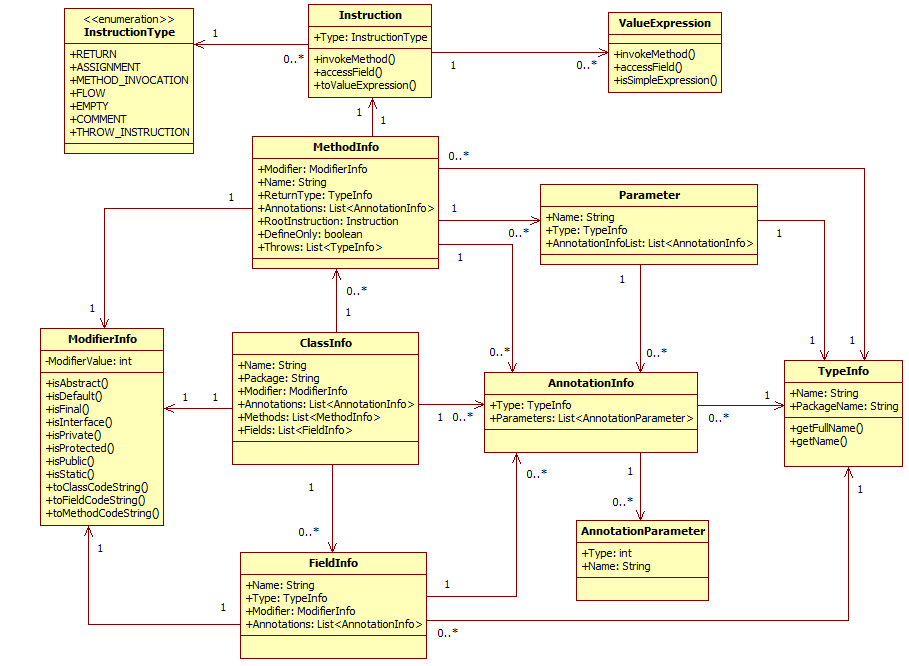 <<enumeration>>
InstructionType
+RETURN
+ASSIGNMENT
+METHOD_INVOCATION
+FLOW
+EMPTY
+COMMENT
+THROW_INSTRUCTION
1
0..*
Instruction
+Type: InstructionType
+invokeMethod()
+accessField()
+toValueExpression()
1
0..*
ValueExpression
+invokeMethod()
+accessField()
+isSimpleExpression()
1
1
MethodInfo
+Modifier: ModifierInfo
+Name: String
+ReturnType: TypeInfo
+Annotations: List<AnnotationInfo>
+RootInstruction: Instruction
+DefineOnly: boolean
+Throws: List<TypeInfo>
0..*
1
1
0..*
1
Parameter
+Name: String
+Type: TypeInfo
+AnnotationInfoList: List<AnnotationInfo>
1
1
0..*
1
1
0..*
0..*
1
1
ModifierInfo
-ModifierValue: int
+isAbstract()
+isDefault()
+isFinal()
+isInterface()
+isPrivate()
+isProtected()
+isPublic()
+isStatic()
+toClassCodeString()
+toFieldCodeString()
+toMethodCodeString()
1
1
ClassInfo
+Name: String
+Package: String
+Modifier: ModifierInfo
+Annotations: List<AnnotationInfo>
+Methods: List<MethodInfo>
+Fields: List<FieldInfo>
1
0..*
AnnotationInfo
+Type: TypeInfo
+Parameters: List<AnnotationParameter>
0..*
1
TypeInfo
+Name: String
+PackageName: String
+getFullName()
+getName()
1
0..*
0..*
1
0..*
1
AnnotationParameter
+Type: int
+Name: String
1
1
FieldInfo
+Name: String
+Type: TypeInfo
+Modifier: ModifierInfo
+Annotations: List<AnnotationInfo>
1
0..*